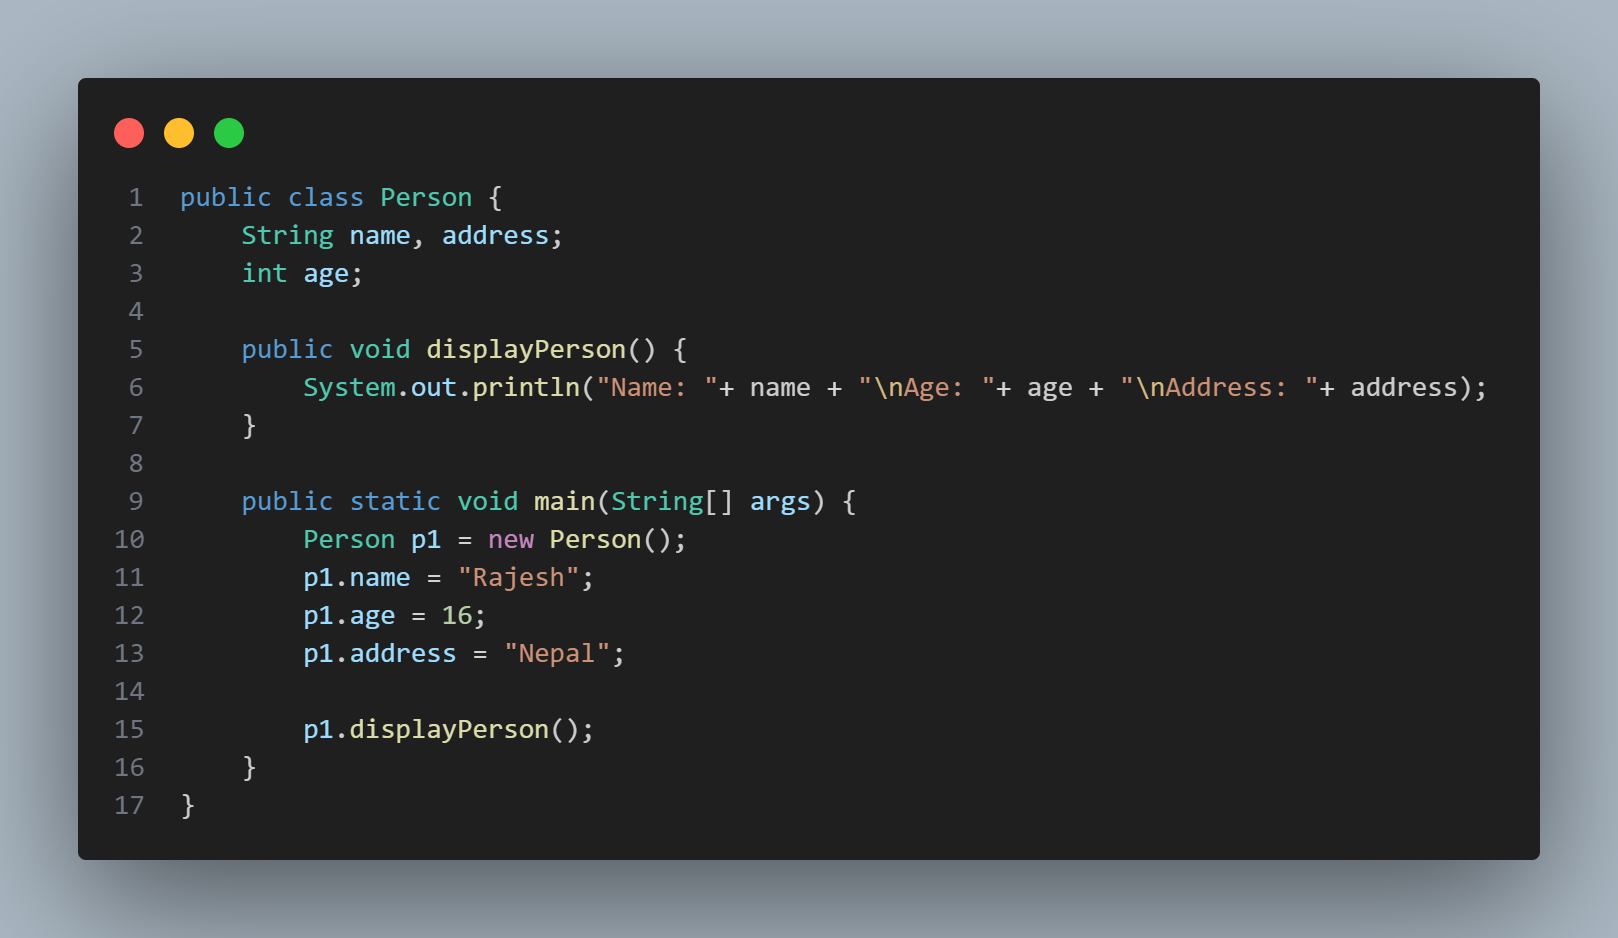 1 public class Person {
2     String name, address;
3     int age;
4
5     public void displayPerson() {
6         System.out.println("Name: "+ name + "\nAge: "+ age + "\nAddress: "+ address);
7     }
8
9     public static void main(String[] args) {
10         Person p1 = new Person();
11         p1.name = "Rajesh";
12         p1.age = 16;
13         p1.address = "Nepal";
14
15         p1.displayPerson();
16     }
17 }